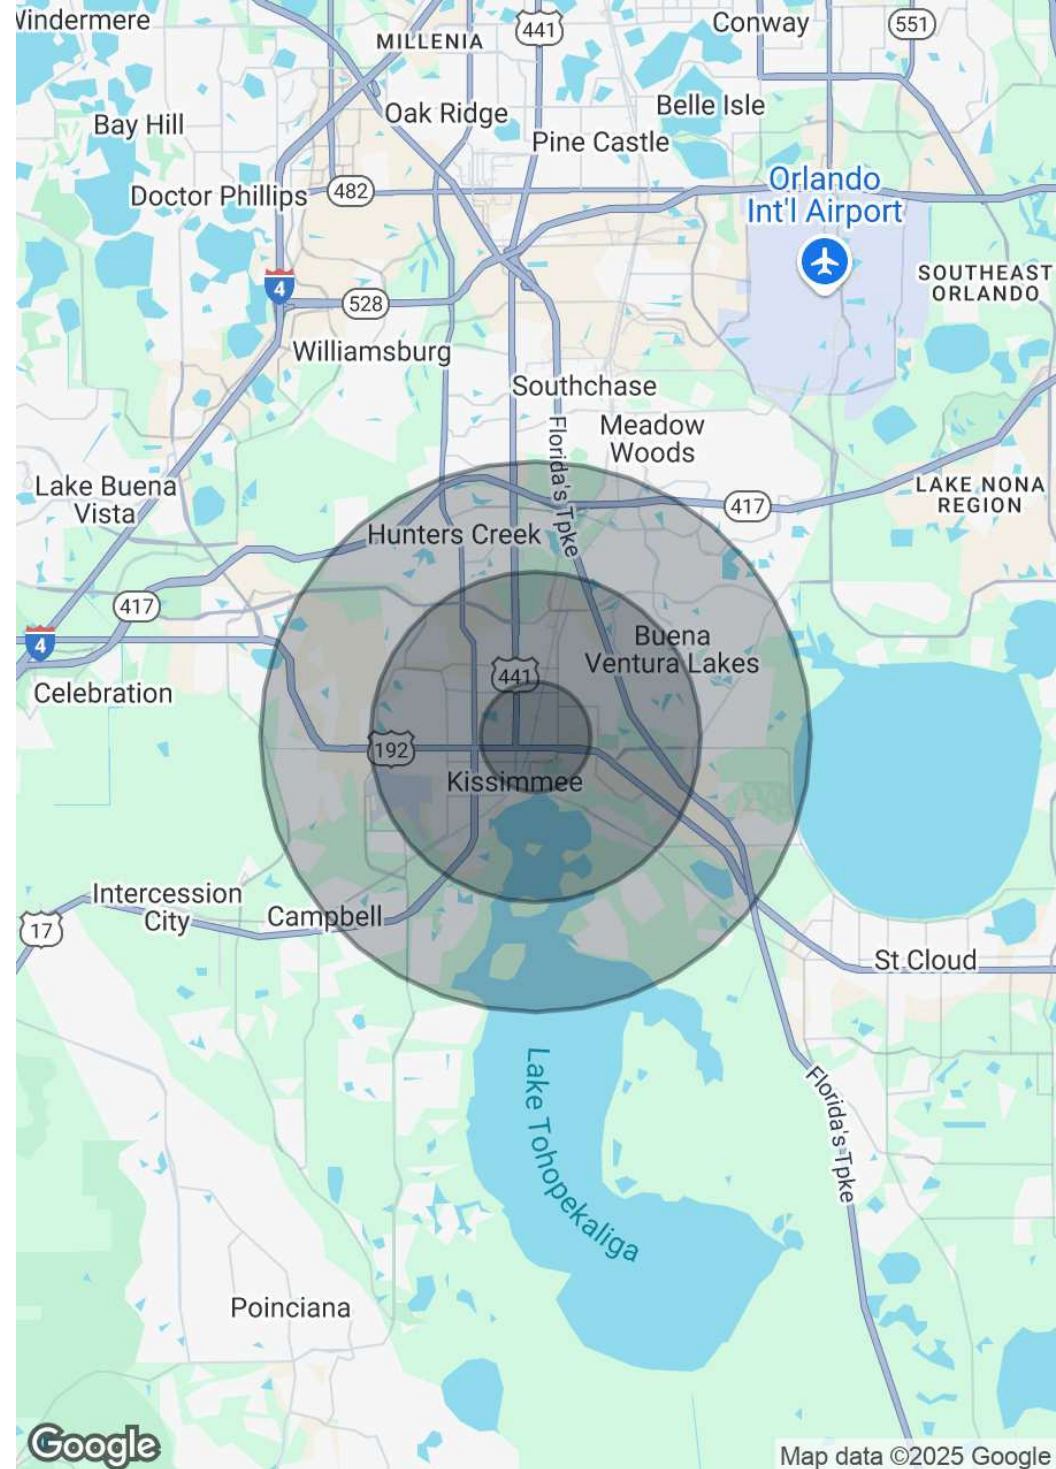 Windermere
MILLENIA
441
Conway
551
Oak Ridge
Belle Isle
Bay Hill
Pine Castle
Doctor Phillips
482
Orlando
Int'l Airport
4
528
SOUTHEAST
ORLANDO
Williamsburg
Southchase
Meadow
Woods
Florida's Tpke
Lake Buena
Vista
417
LAKE NONA
REGION
Hunters Creek
417
4
Buena
Ventura Lakes
441
Celebration
192
Kissimmee
Intercession
City
Campbell
17
St Cloud
Lake Tohopekaliga
Florida's Tpke
Poinciana
Google
Map data ©2025 Google